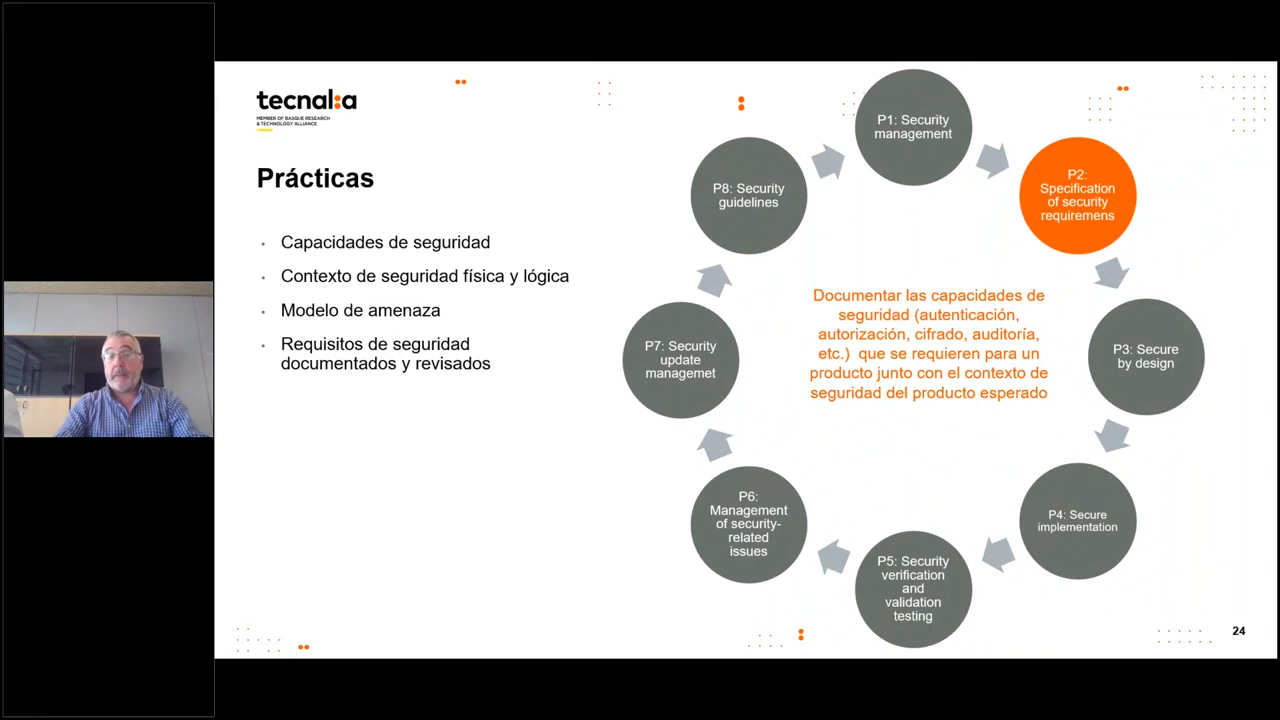 tecnal:a
MEMBER OF BASQUE RESEARCH
& TECHNOLOGY ALLIANCE
Prácticas
Capacidades de seguridad
Contexto de seguridad física y lógica
Modelo de amenaza
Requisitos de seguridad
documentados y revisados
P1: Security
management
P2:
Specification
of security
requiremens
P3: Secure
by design
P4: Secure
implementation
P5: Security
verification
and
validation
testing
P6:
Management
of security-
related
issues
P7: Security
update
managemet
P8: Security
guidelines
Documentar las capacidades de
seguridad (autenticación,
autorización, cifrado, auditoría,
etc.) que se requieren para un
producto junto con el contexto de
seguridad del producto esperado
24